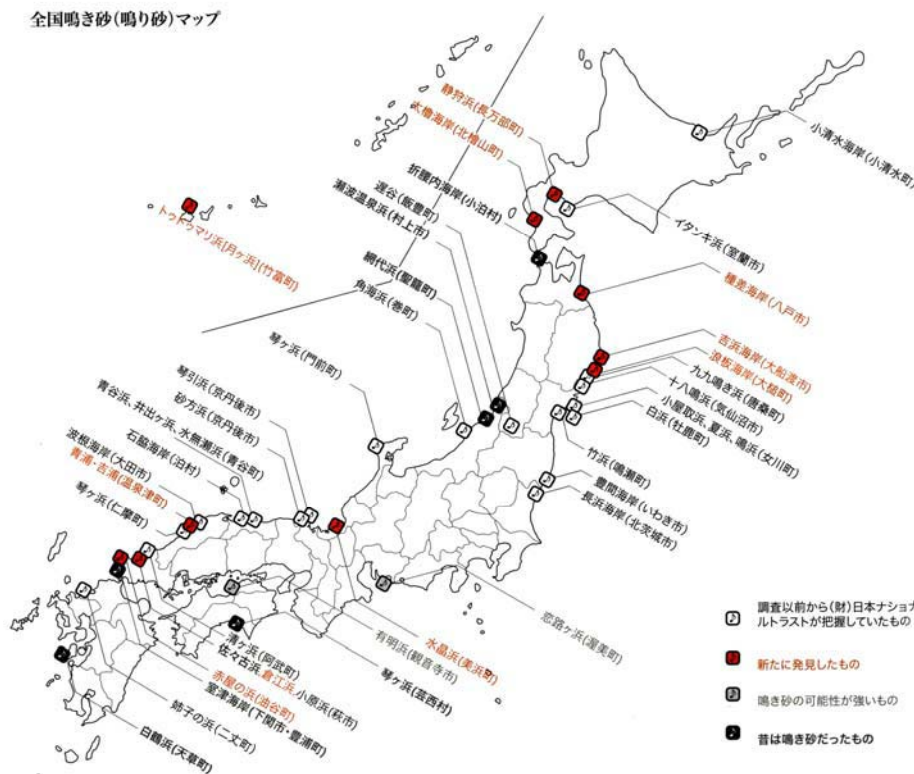 全国鳴き砂(鳴り砂)マップ
静狩浜(長万部町)
太櫓海岸(北檜山町)
折腰内海岸(小泊村)
遅谷(飯豊町)
瀬波温泉浜(村上市)
網代浜(聖籠町)
角海浜(巻町)
琴ヶ浜(門前町)
琴引浜(京丹後市)
砂方浜(京丹後市)
青谷浜、井出ヶ浜、水無瀬浜(青谷町)
石脇海岸(泊村)
波根海岸(大田市)
青浦・吉浦(温泉津町)
琴ヶ浜(仁摩町)
トゥドゥマリ浜[月ヶ浜](竹富町)
小清水海岸(小清水町)
イタンキ浜(室蘭市)
種差海岸(八戸市)
吉浜海岸(大船渡市)
浪板海岸(大槌町)
九九鳴き浜(唐桑町)
十八鳴浜(気仙沼市)
小屋取浜、夏浜、鳴浜(女川町)
白浜(牡鹿町)
竹浜(鳴瀬町)
豊間海岸(いわき市)
長浜海岸(北茨城市)
恋路ヶ浜(渥美町)
水晶浜(美浜町)
有明浜(観音寺市)
琴ヶ浜(芸西村)
清ヶ浜(阿武町)
佐々古浜、倉江浜、小原浜(萩市)
赤屋の浜(油谷町)
室津海岸(下関市・豊浦町)
姉子の浜(二丈町)
白鶴浜(天草町)
調査以前から(財)日本ナショナ
ルトラストが把握していたもの
新たに発見したもの
鳴き砂の可能性が強いもの
昔は鳴き砂だったもの